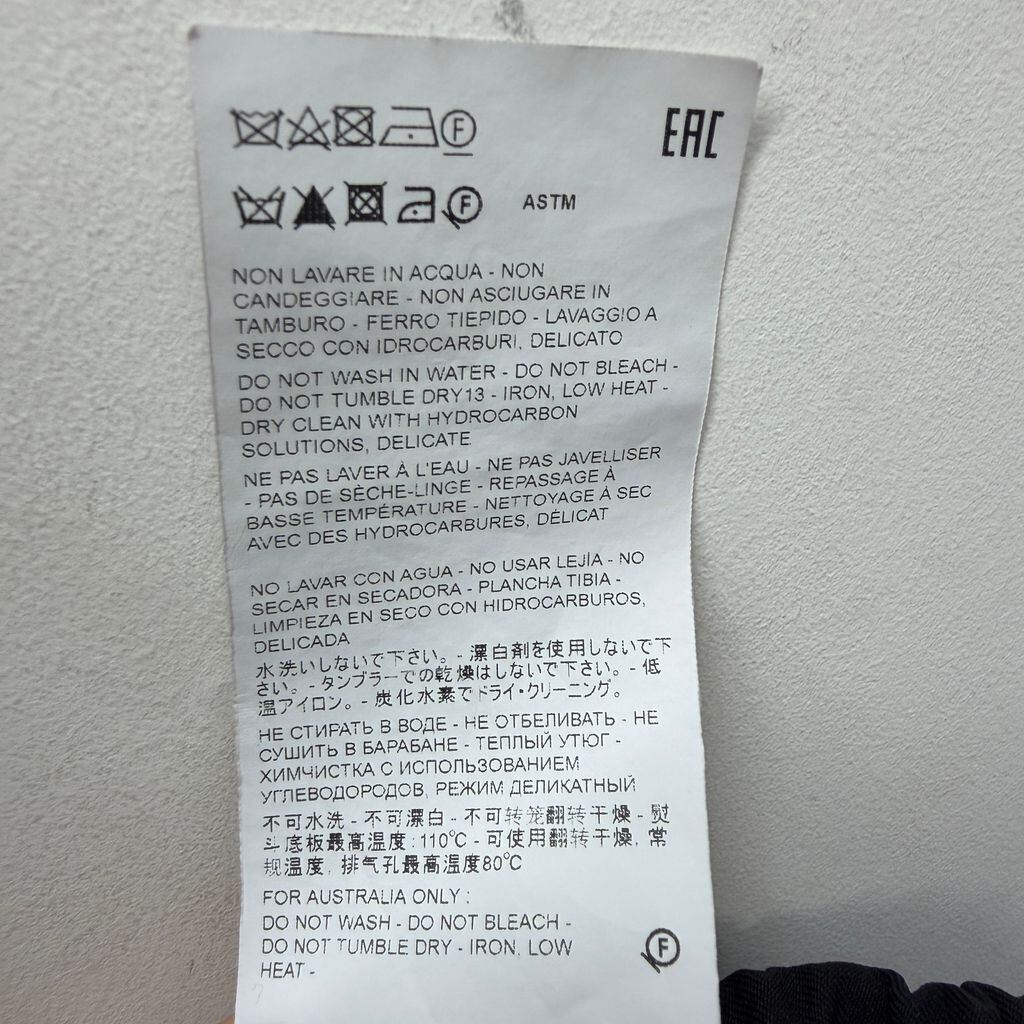 F
EAC
F
ASTM
NON LAVARE IN ACQUA - NON
CANDEGGIARE - NON ASCIUGARE IN
TAMBURO - FERRO TIEPIDO - LAVAGGIO A
SECCO CON IDROCARBURI, DELICATO
DO NOT WASH IN WATER - DO NOT BLEACH -
DO NOT TUMBLE DRY13 - IRON, LOW HEAT -
DRY CLEAN WITH HYDROCARBON
SOLUTIONS, DELICATE
NE PAS LAVER À L'EAU - NE PAS JAVELLISER
- PAS DE SÈCHE-LINGE - REPASSAGE À
BASSE TEMPÉRATURE - NETTOYAGE À SEC
AVEC DES HYDROCARBURES, DÉLICAT
NO LAVAR CON AGUA - NO USAR LEJÍA - NO
SECAR EN SECADORA - PLANCHA TIBIA -
LIMPIEZA EN SECO CON HIDROCARBUROS,
DELICADA
水洗いしないで下さい。 - 漂白剤を使用しないで下
さい。 - タンブラーでの乾燥はしないで下さい。 - 低
温アイロン。 - 炭化水素でドライ・クリーニング。
НЕ СТИРАТЬ В ВОДЕ - НЕ ОТБЕЛИВАТЬ - НЕ
СУШИТЬ В БАРАБАНЕ - ТЕПЛЫЙ УТЮГ -
ХИМЧИСТКА С ИСПОЛЬЗОВАНИЕМ
УГЛЕВОДОРОДОВ, РЕЖИМ ДЕЛИКАТНЫЙ
不可水洗 - 不可漂白 - 不可转笼翻转干燥 - 熨
斗底板最高温度:110℃ - 可使用翻转干燥, 常
规温度, 排气孔最高温度80℃
FOR AUSTRALIA ONLY :
DO NOT WASH - DO NOT BLEACH -
DO NOT TUMBLE DRY - IRON, LOW
HEAT -
F